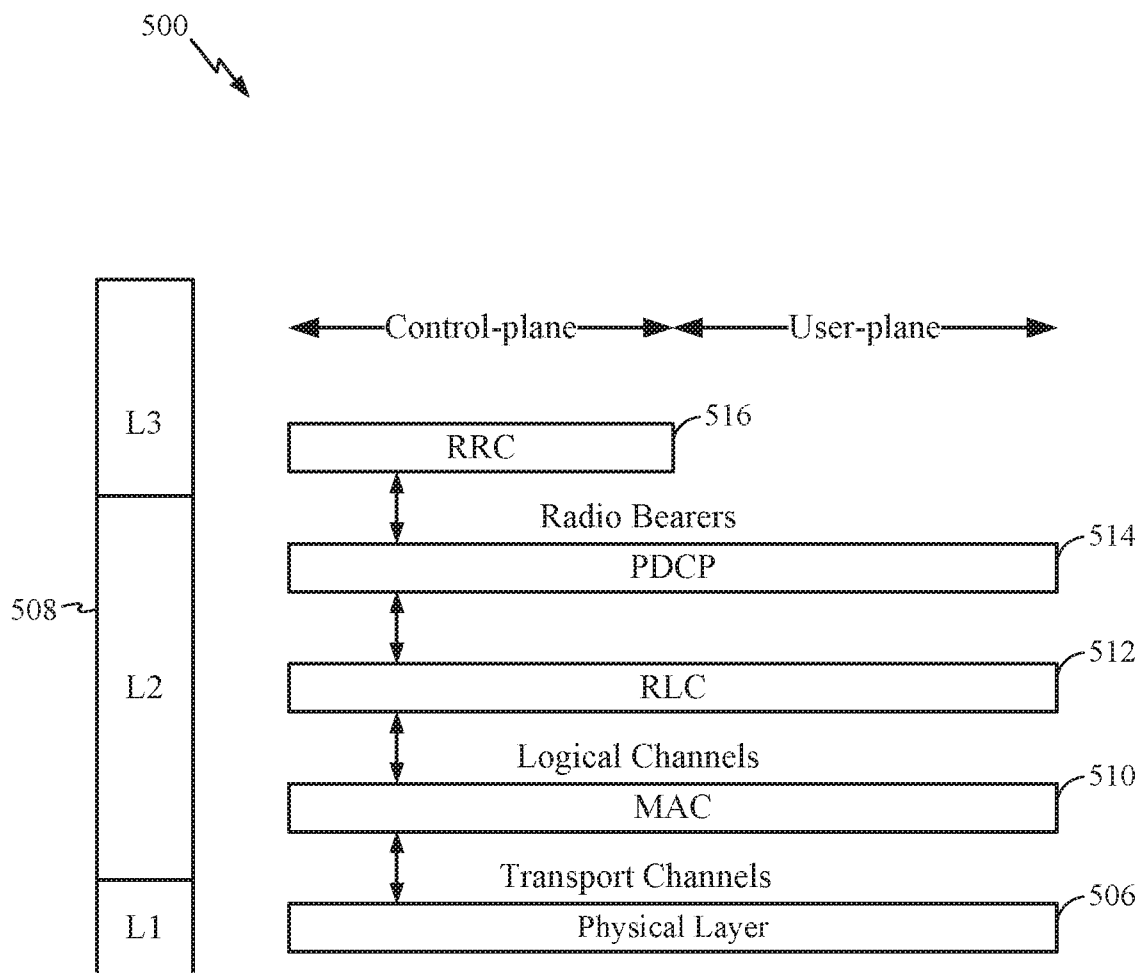 500
Control-plane
User-plane
L3
516
RRC
Radio Bearers
514
PDCP
508
512
L2
RLC
Logical Channels
510
MAC
Transport Channels
506
L1
Physical Layer